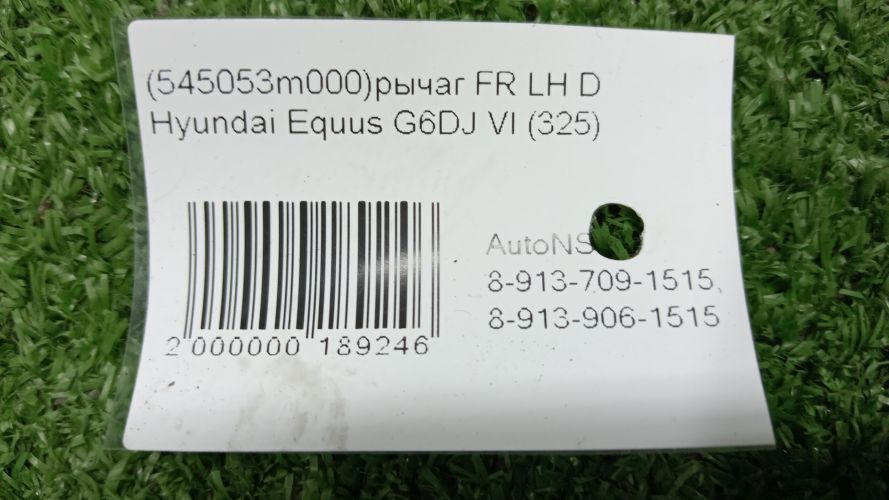 (545053m000)рычаг FR LH D
Hyundai Equus G6DJ VI (325)
AutoNS
8-913-709-1515,
8-913-906-1515
2 000000 189246